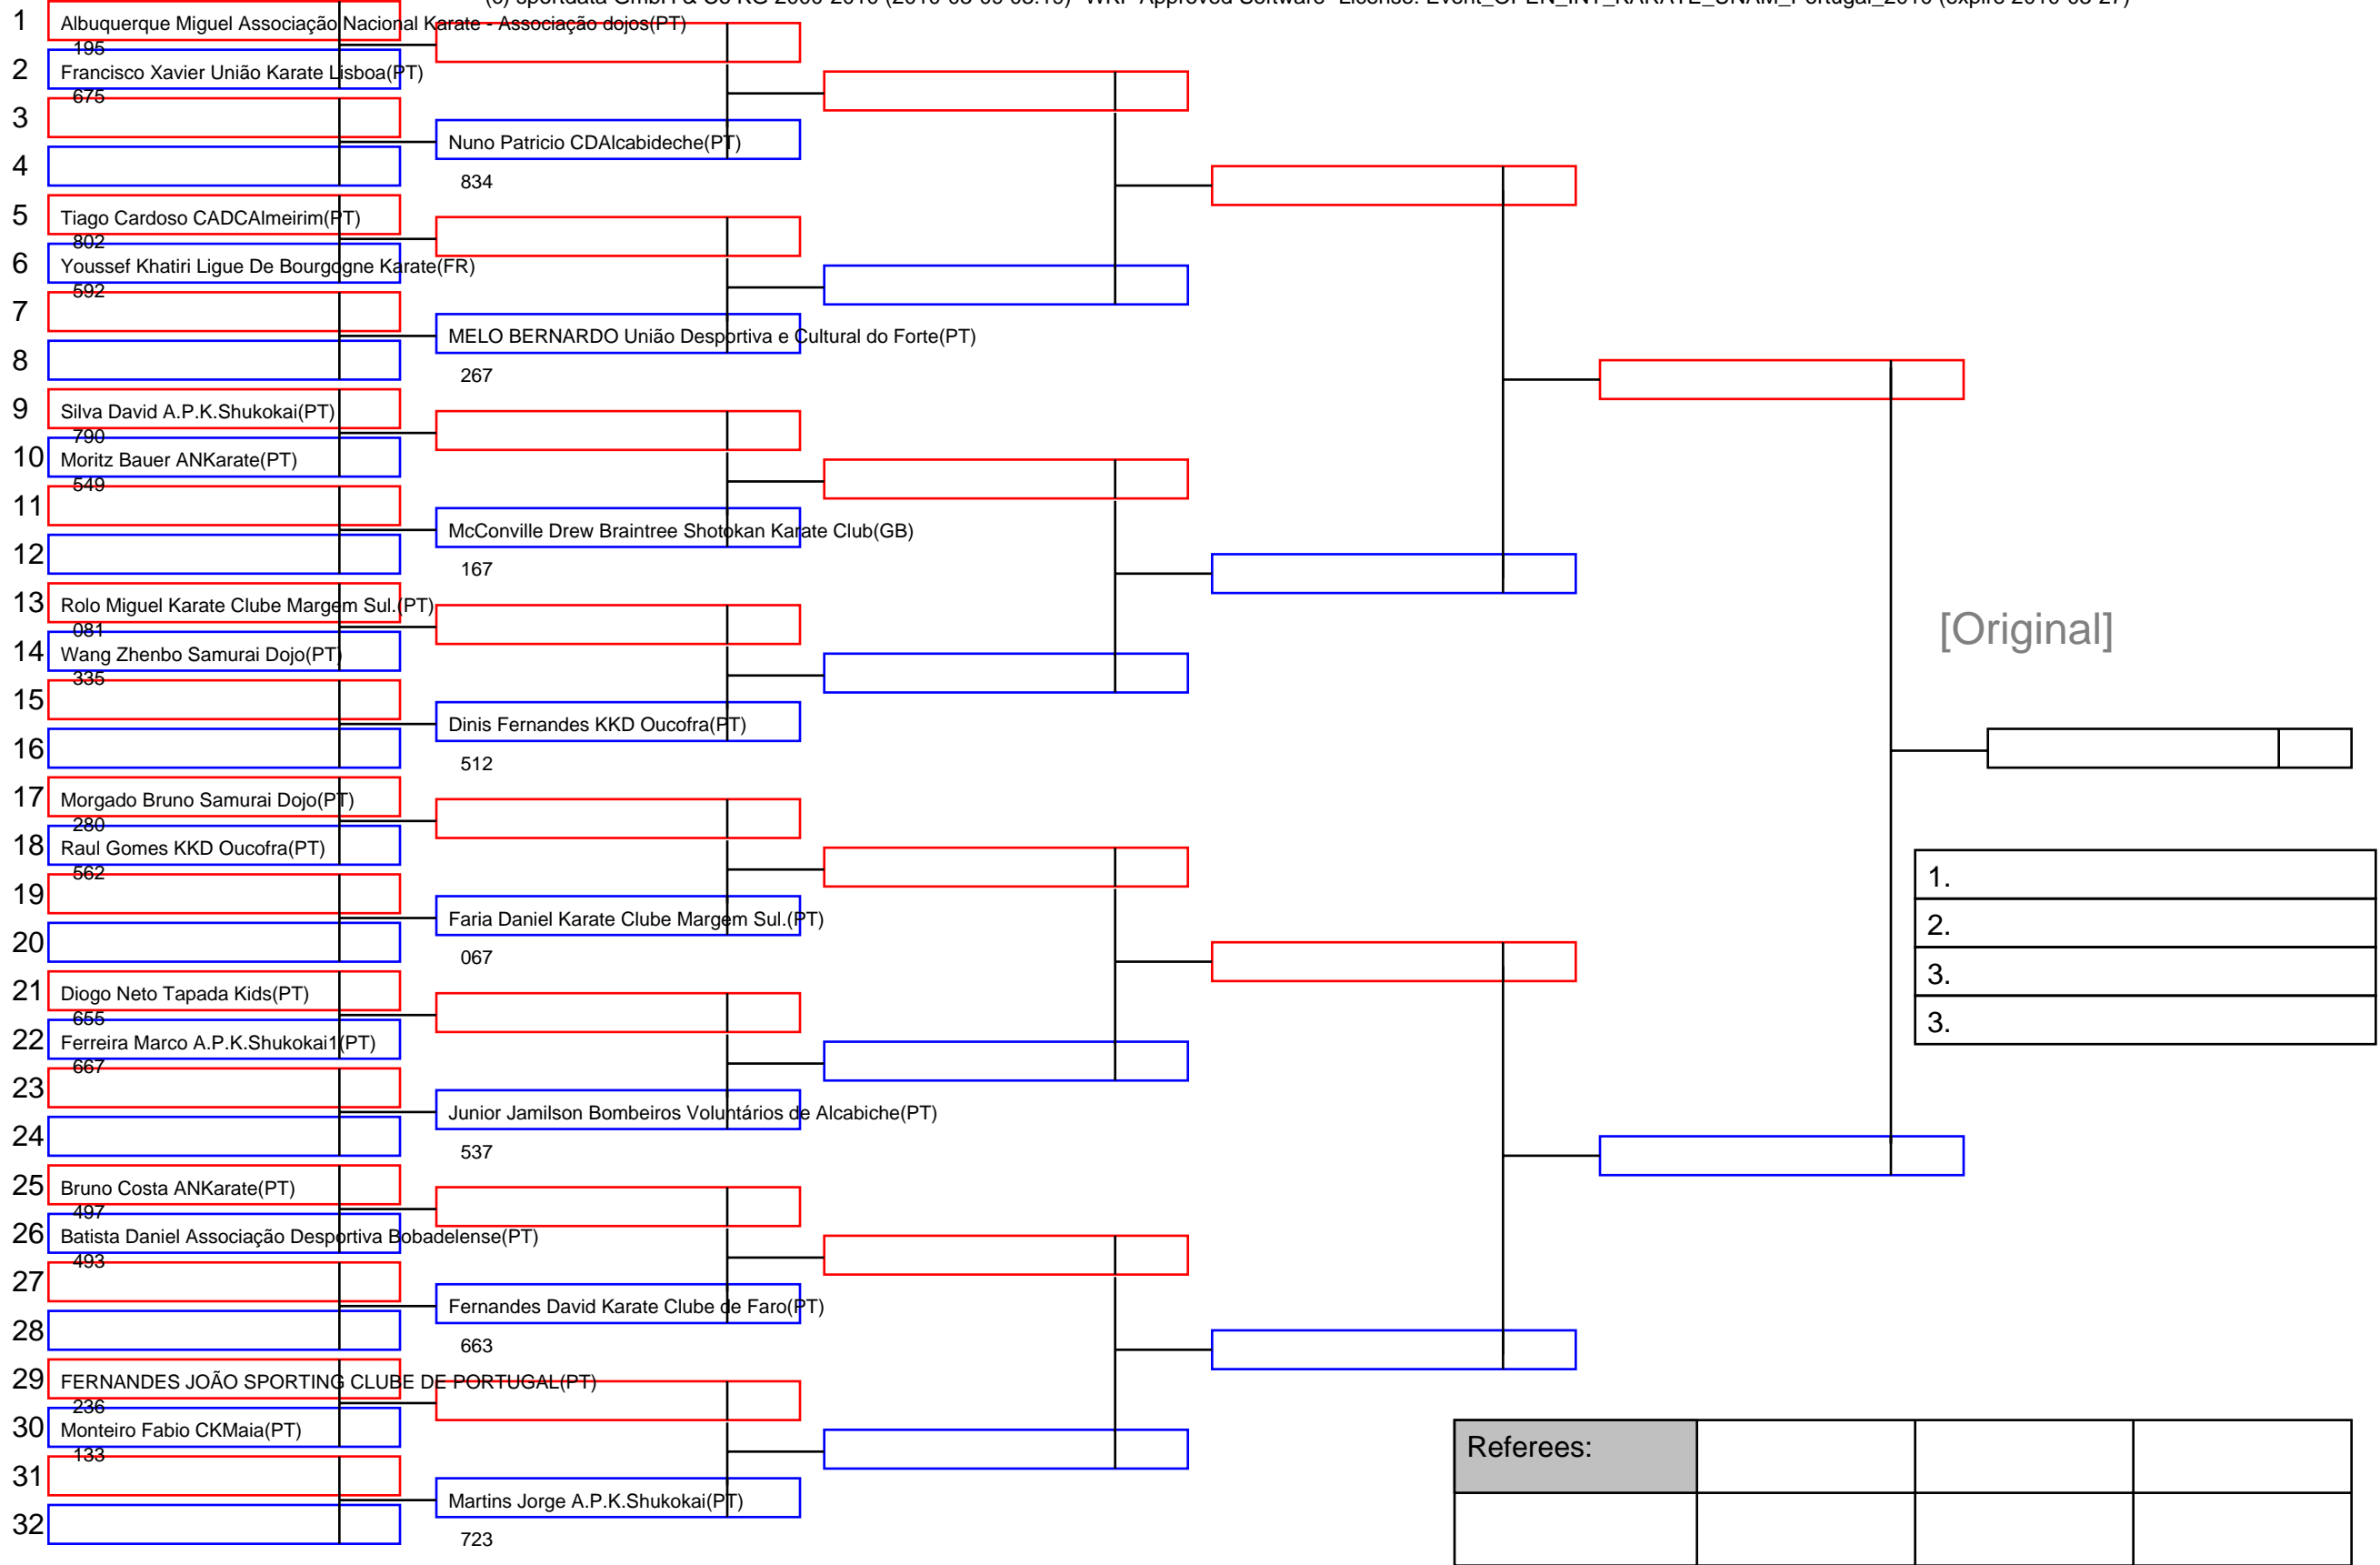 1 Albuquerque Miguel Associação Nacional Karate - Associação dojos(PT)
195
2 Francisco Xavier União Karate Lisboa(PT)
675
3
Nuno Patricio CDAlcabideche(PT)
4
834
5 Tiago Cardoso CADCAlmeirim(PT)
802
6 Youssef Khatiri Ligue De Bourgogne Karate(FR)
592
7
MELO BERNARDO União Desportiva e Cultural do Forte(PT)
8
267
9 Silva David A.P.K.Shukokai(PT)
790
10 Moritz Bauer ANKarate(PT)
549
11
McConville Drew Braintree Shotokan Karate Club(GB)
12
167
13 Rolo Miguel Karate Clube Margem Sul.(PT)
081
[Original]
14 Wang Zhenbo Samurai Dojo(PT)
335
15
Dinis Fernandes KKD Oucofra(PT)
16
512
17 Morgado Bruno Samurai Dojo(PT)
280
18 Raul Gomes KKD Oucofra(PT)
562
19
Faria Daniel Karate Clube Margem Sul.(PT)
20
067
21 Diogo Neto Tapada Kids(PT)
655
22 Ferreira Marco A.P.K.Shukokai1(PT)
667
23
Junior Jamilson Bombeiros Voluntários de Alcabiche(PT)
24
537
25 Bruno Costa ANKarate(PT)
497
26 Batista Daniel Associação Desportiva Bobadelense(PT)
493
27
Fernandes David Karate Clube de Faro(PT)
28
663
29 FERNANDES JOÃO SPORTING CLUBE DE PORTUGAL(PT)
236
30 Monteiro Fabio CKMaia(PT)
133
31
Martins Jorge A.P.K.Shukokai(PT)
32
723
1.
2.
3.
3.
Referees: